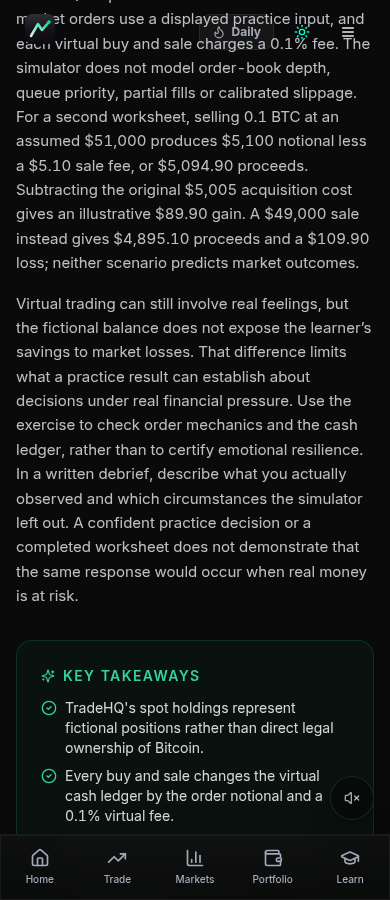 market orders use a displayed practice input, and
Daily
each virtual buy and sale charges a 0.1% fee. The
simulator does not model order-book depth,
queue priority, partial fills or calibrated slippage.
For a second worksheet, selling 0.1 BTC at an
assumed $51,000 produces $5,100 notional less
a $5.10 sale fee, or $5,094.90 proceeds.
Subtracting the original $5,005 acquisition cost
gives an illustrative $89.90 gain. A $49,000 sale
instead gives $4,895.10 proceeds and a $109.90
loss; neither scenario predicts market outcomes.
Virtual trading can still involve real feelings, but
the fictional balance does not expose the learner’s
savings to market losses. That difference limits
what a practice result can establish about
decisions under real financial pressure. Use the
exercise to check order mechanics and the cash
ledger, rather than to certify emotional resilience.
In a written debrief, describe what you actually
observed and which circumstances the simulator
left out. A confident practice decision or a
completed worksheet does not demonstrate that
the same response would occur when real money
is at risk.
KEY TAKEAWAYS
TradeHQ's spot holdings represent
fictional positions rather than direct legal
ownership of Bitcoin.
Every buy and sale changes the virtual
cash ledger by the order notional and a
0.1% virtual fee.
Home
Trade
Markets
Portfolio
Learn